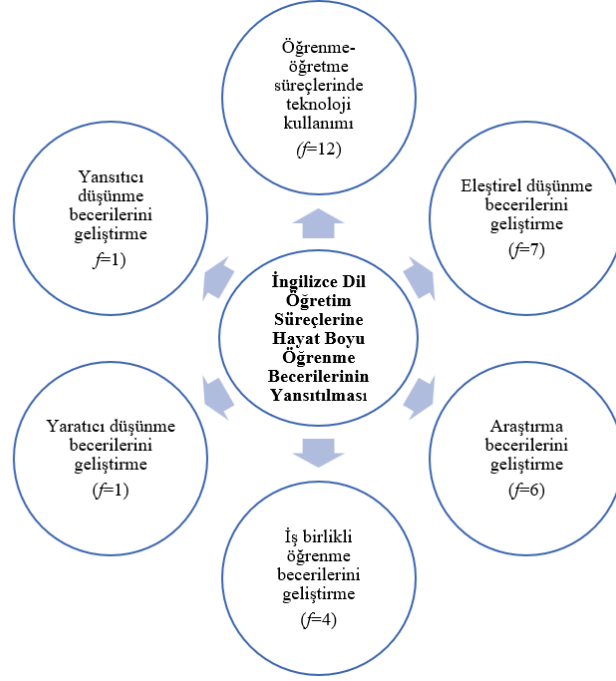 Öğrenme-
öğretme
süreçlerinde
teknoloji
kullanımı
(f=12)
Eleştirel düşünme
becerilerini
geliştirme
(f=7)
Araştırma
becerilerini
geliştirme
(f=6)
İş birlikli
öğrenme
becerilerini
geliştirme
(f=4)
Yaratıcı düşünme
becerilerini
geliştirme
(f=1)
Yansıtıcı
düşünme
becerilerini
geliştirme
f=1)
İngilizce Dil
Öğretim
Süreçlerine
Hayat Boyu
Öğrenme
Becerilerinin
Yansıtılması